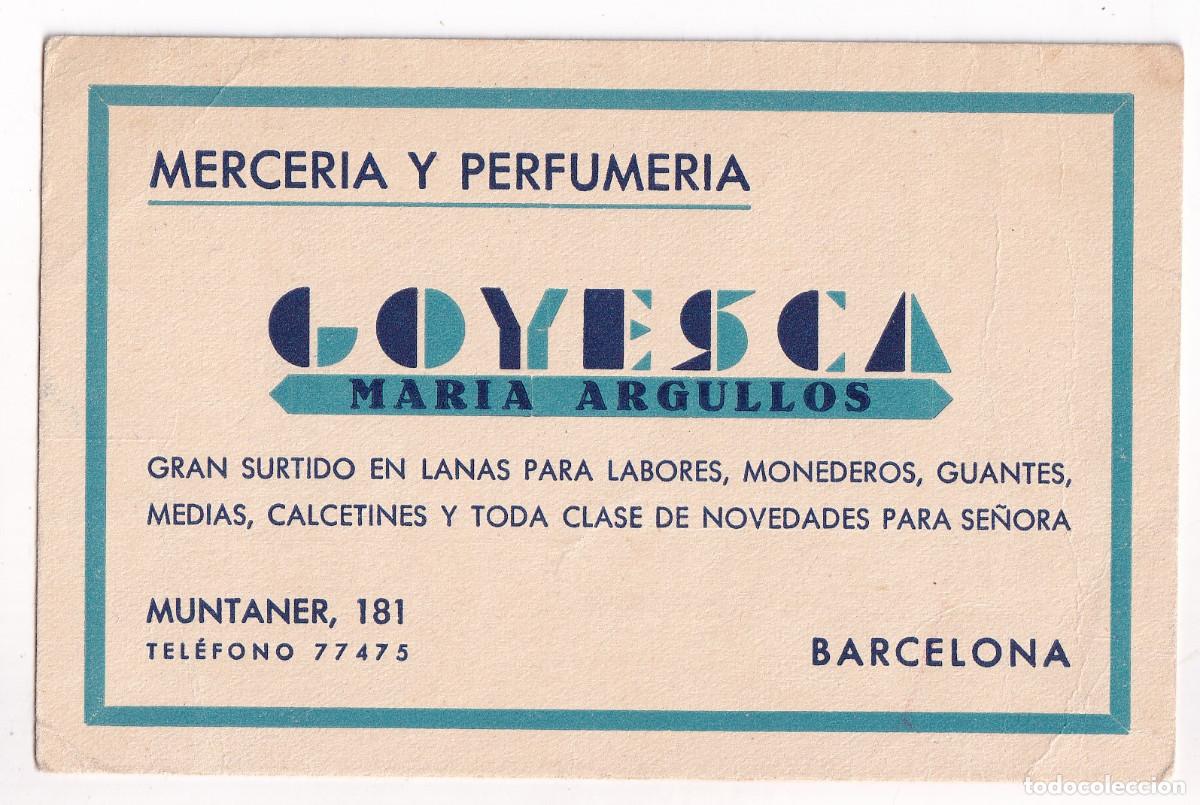 MERCERIA Y PERFUMERIA
GOYESCA
MARIA ARGULLOS
GRAN SURTIDO EN LANAS PARA LABORES, MONEDEROS, GUANTES,
MEDIAS, CALCETINES Y TODA CLASE DE NOVEDADES PARA SEÑORA
MUNTANER, 181
TELÉFONO 77475
BARCELONA
todocoleccion